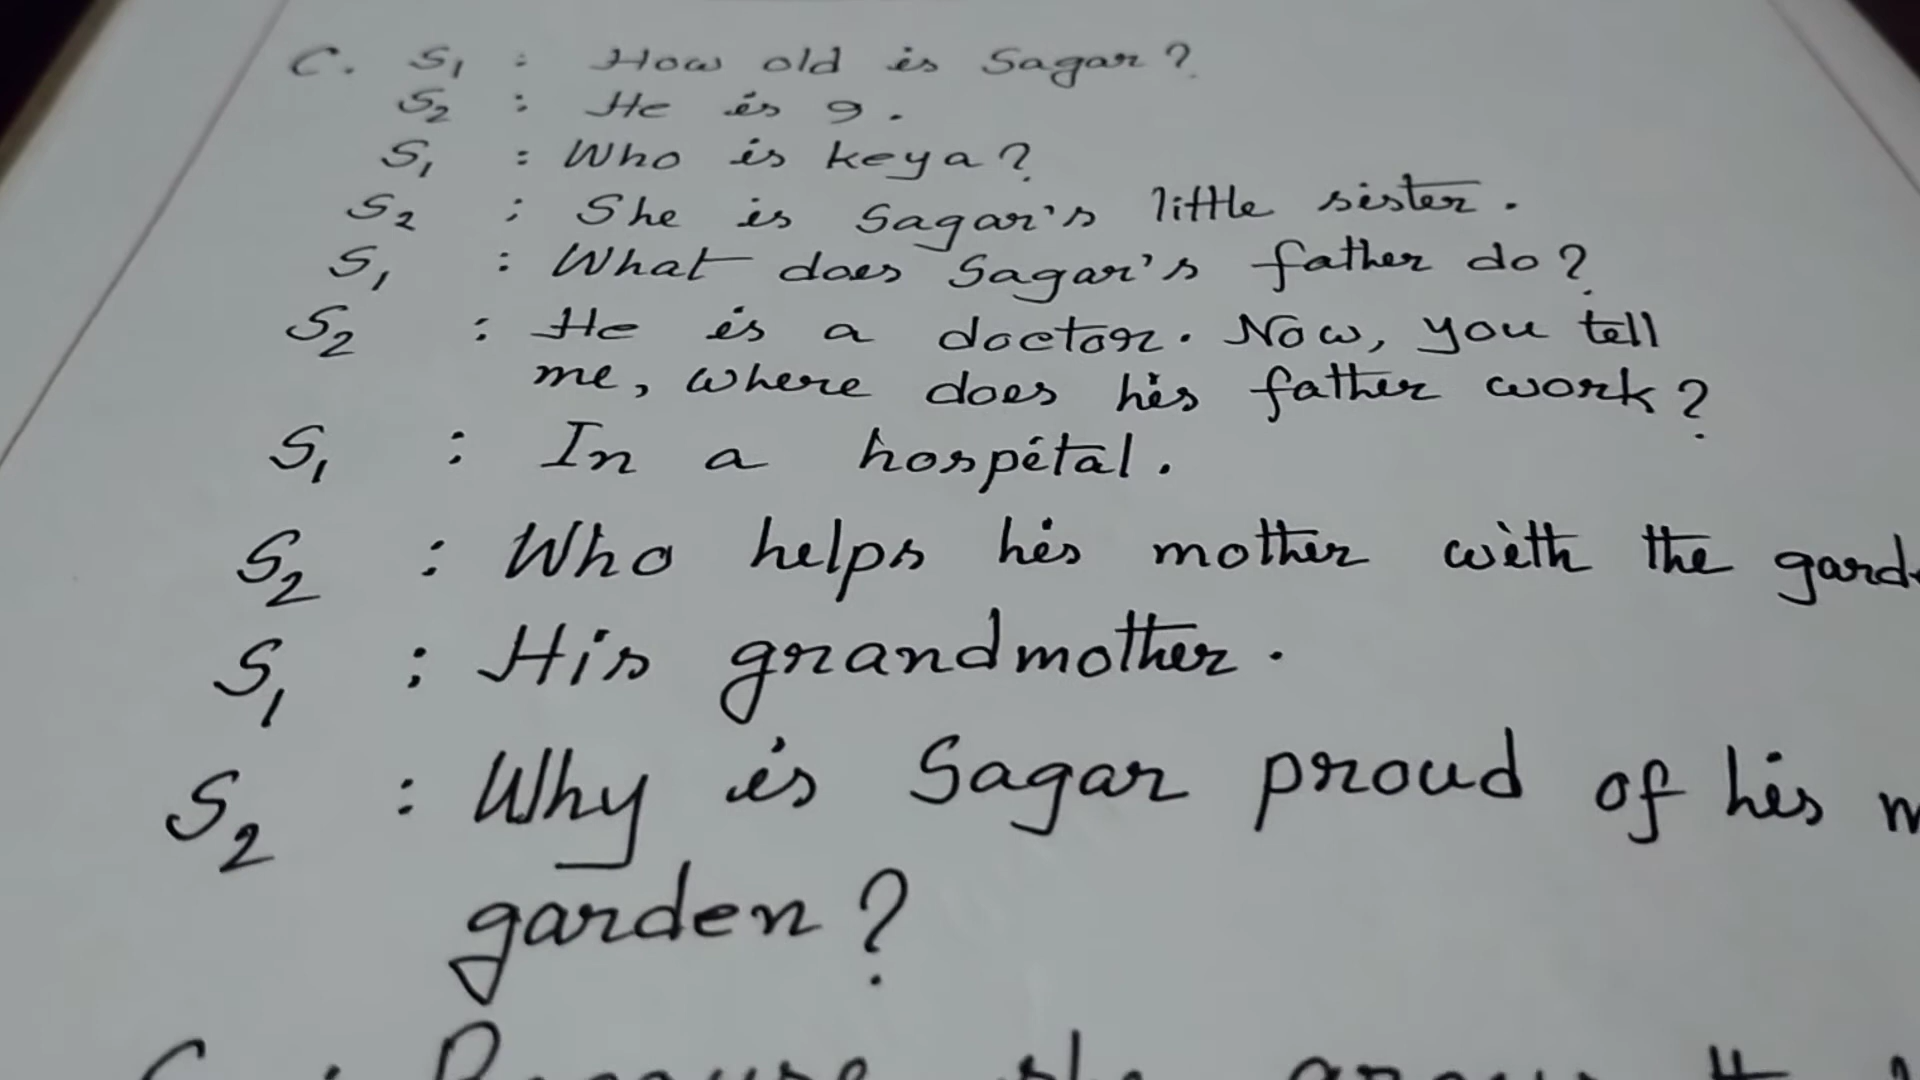 C. S1 : How old is Sagar?
S2 : He is 9.
S1 : Who is keya?
S2 : She is Sagar's little sister.
S1 : What does Sagar's father do?
S2 : He is a doctor. Now, you tell
me, where does his father work?
S1 : In a hospital.
S2 : Who helps his mother with the
S1 : His grandmother.
S2 : Why is Sagar proud of his
garden?
: Because she